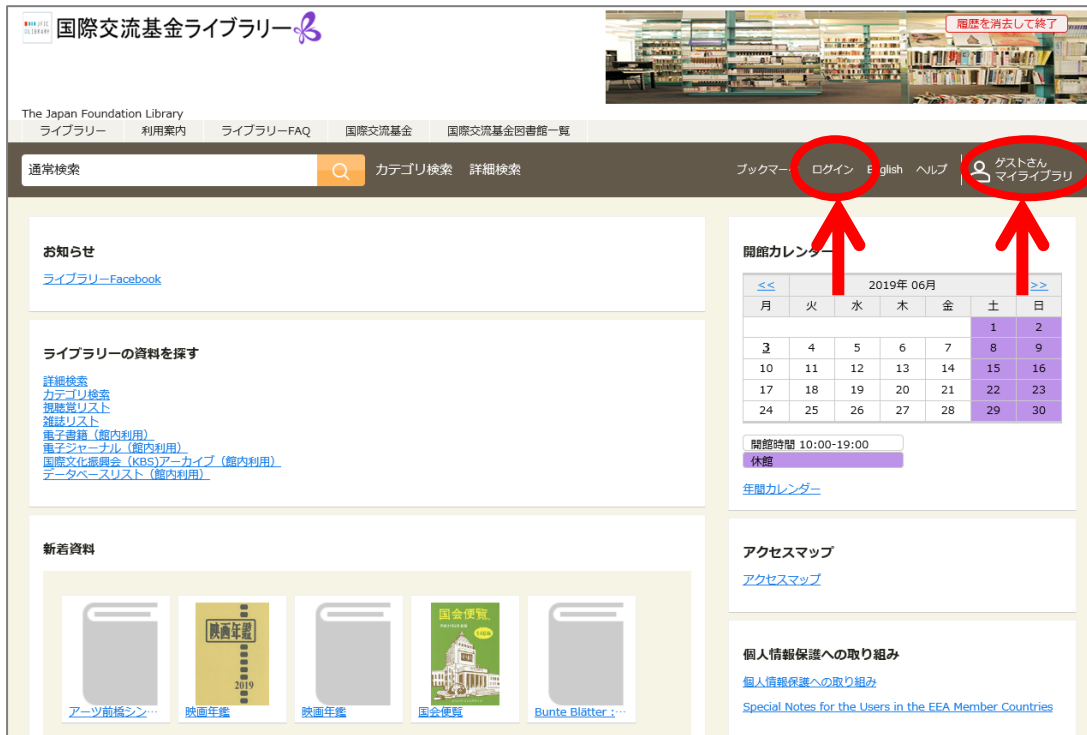 国際交流基金ライブラリー
履歴を消去して終了
The Japan Foundation Library
ライブラリー 利用案内 ライブラリーFAQ 国際交流基金 国際交流基金図書館一覧
通常検索 カテゴリ検索 詳細検索 ブックマー ログイン English ヘルプ ゲストさん
マイライブラリ
お知らせ
ライブラリーFacebook
ライブラリーの資料を探す
詳細検索
カテゴリ検索
視聴覚リスト
雑誌リスト
電子書籍（館内利用）
電子ジャーナル（館内利用）
国際文化振興会（KBS)アーカイブ（館内利用）
データベースリスト（館内利用）
新着資料
映画年鑑
2019
国会便覧
アーツ前橋シン…
映画年鑑
映画年鑑
国会便覧
Bunte Blätter :…
開館カレンダー
<< 2019年 06月 >>
月 火 水 木 金 土 日
1 2
3 4 5 6 7 8 9
10 11 12 13 14 15 16
17 18 19 20 21 22 23
24 25 26 27 28 29 30
開館時間 10:00-19:00
休館
年間カレンダー
アクセスマップ
アクセスマップ
個人情報保護への取り組み
個人情報保護への取り組み
Special Notes for the Users in the EEA Member Countries